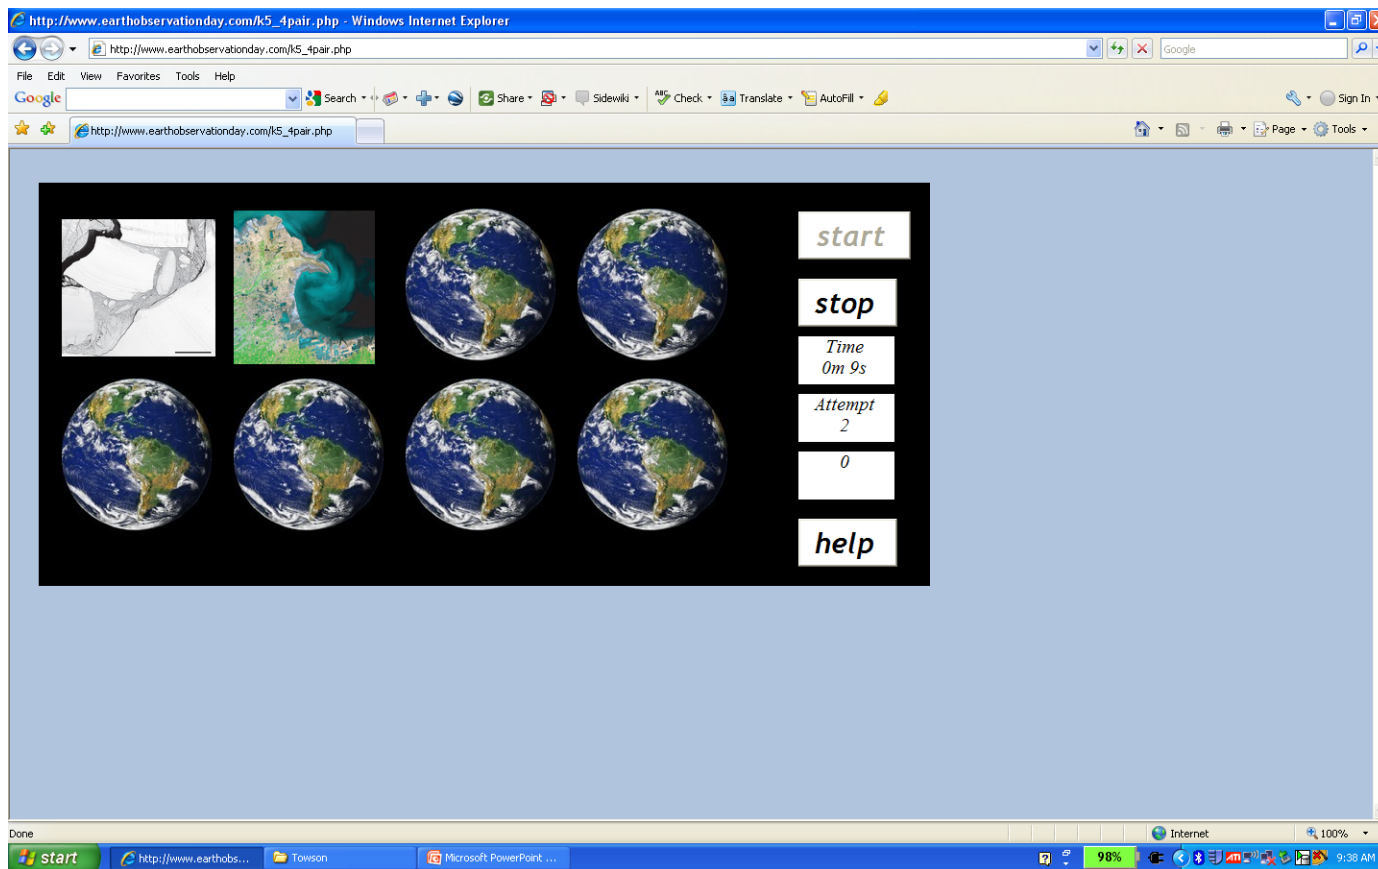 http://www.earthobservationday.com/k5_4pair.php - Windows Internet Explorer
http://www.earthobservationday.com/k5_4pair.php
Google
File Edit View Favorites Tools Help
Google Search Share Sidewiki Check Translate AutoFill Sign In
http://www.earthobservationday.com/k5_4pair.php
Page Tools
start
stop
Time
0m 9s
Attempt
2
0
help
Done
Internet
100%
start
http://www.earthobs...
Towson
Microsoft PowerPoint ...
98%
9:38 AM